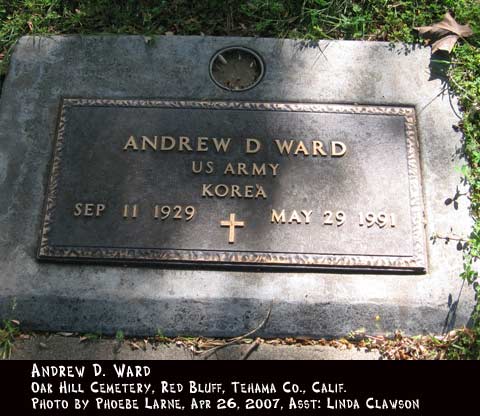 ANDREW D WARD
US ARMY
KOREA
SEP 11 1929 MAY 29 1991
ANDREW D. WARD
OAK HILL CEMETERY, RED BLUFF, TEHAMA CO., CALIF.
PHOTO BY PHOEBE LARNE, APR 26, 2007, ASST: LINDA CLAWSON